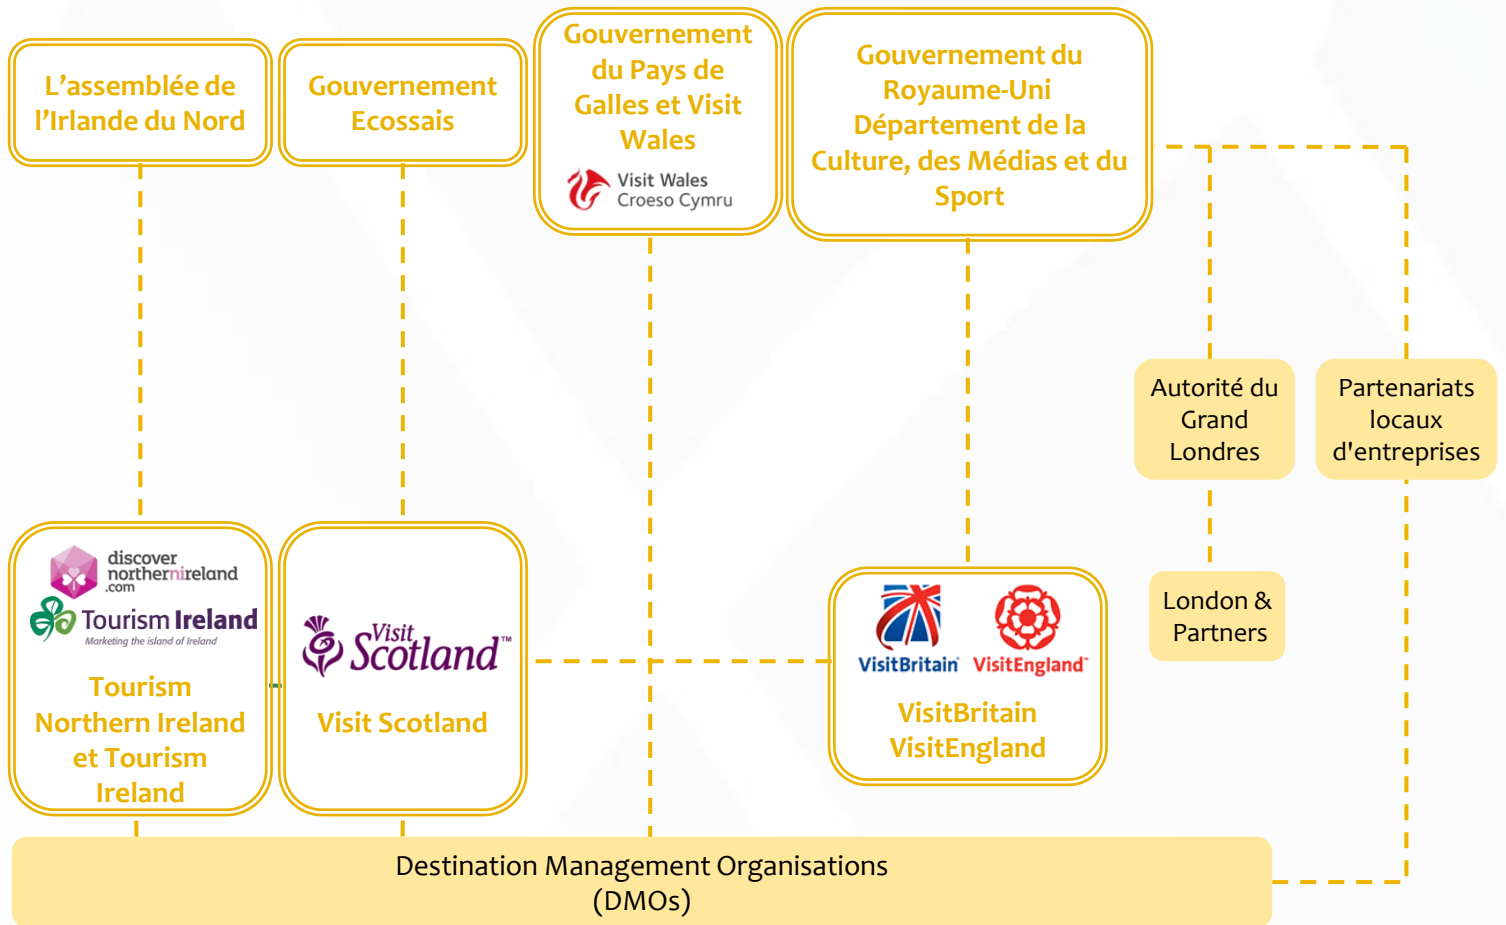 L'assemblée de
l'Irlande du Nord
Gouvernement
Ecossais
Gouvernement
du Pays de
Galles et Visit
Wales
Visit Wales
Croeso Cymru
Gouvernement du
Royaume-Uni
Département de la
Culture, des Médias et du
Sport
Autorité du
Grand
Londres
Partenariats
locaux
d'entreprises
discover
northernireland
.com
Tourism Ireland
Marketing the island of Ireland
Tourism
Northern Ireland
et Tourism
Ireland
Visit
Scotland™
Visit Scotland
VisitBritain
VisitEngland™
VisitBritain
VisitEngland
London &
Partners
Destination Management Organisations
(DMOs)